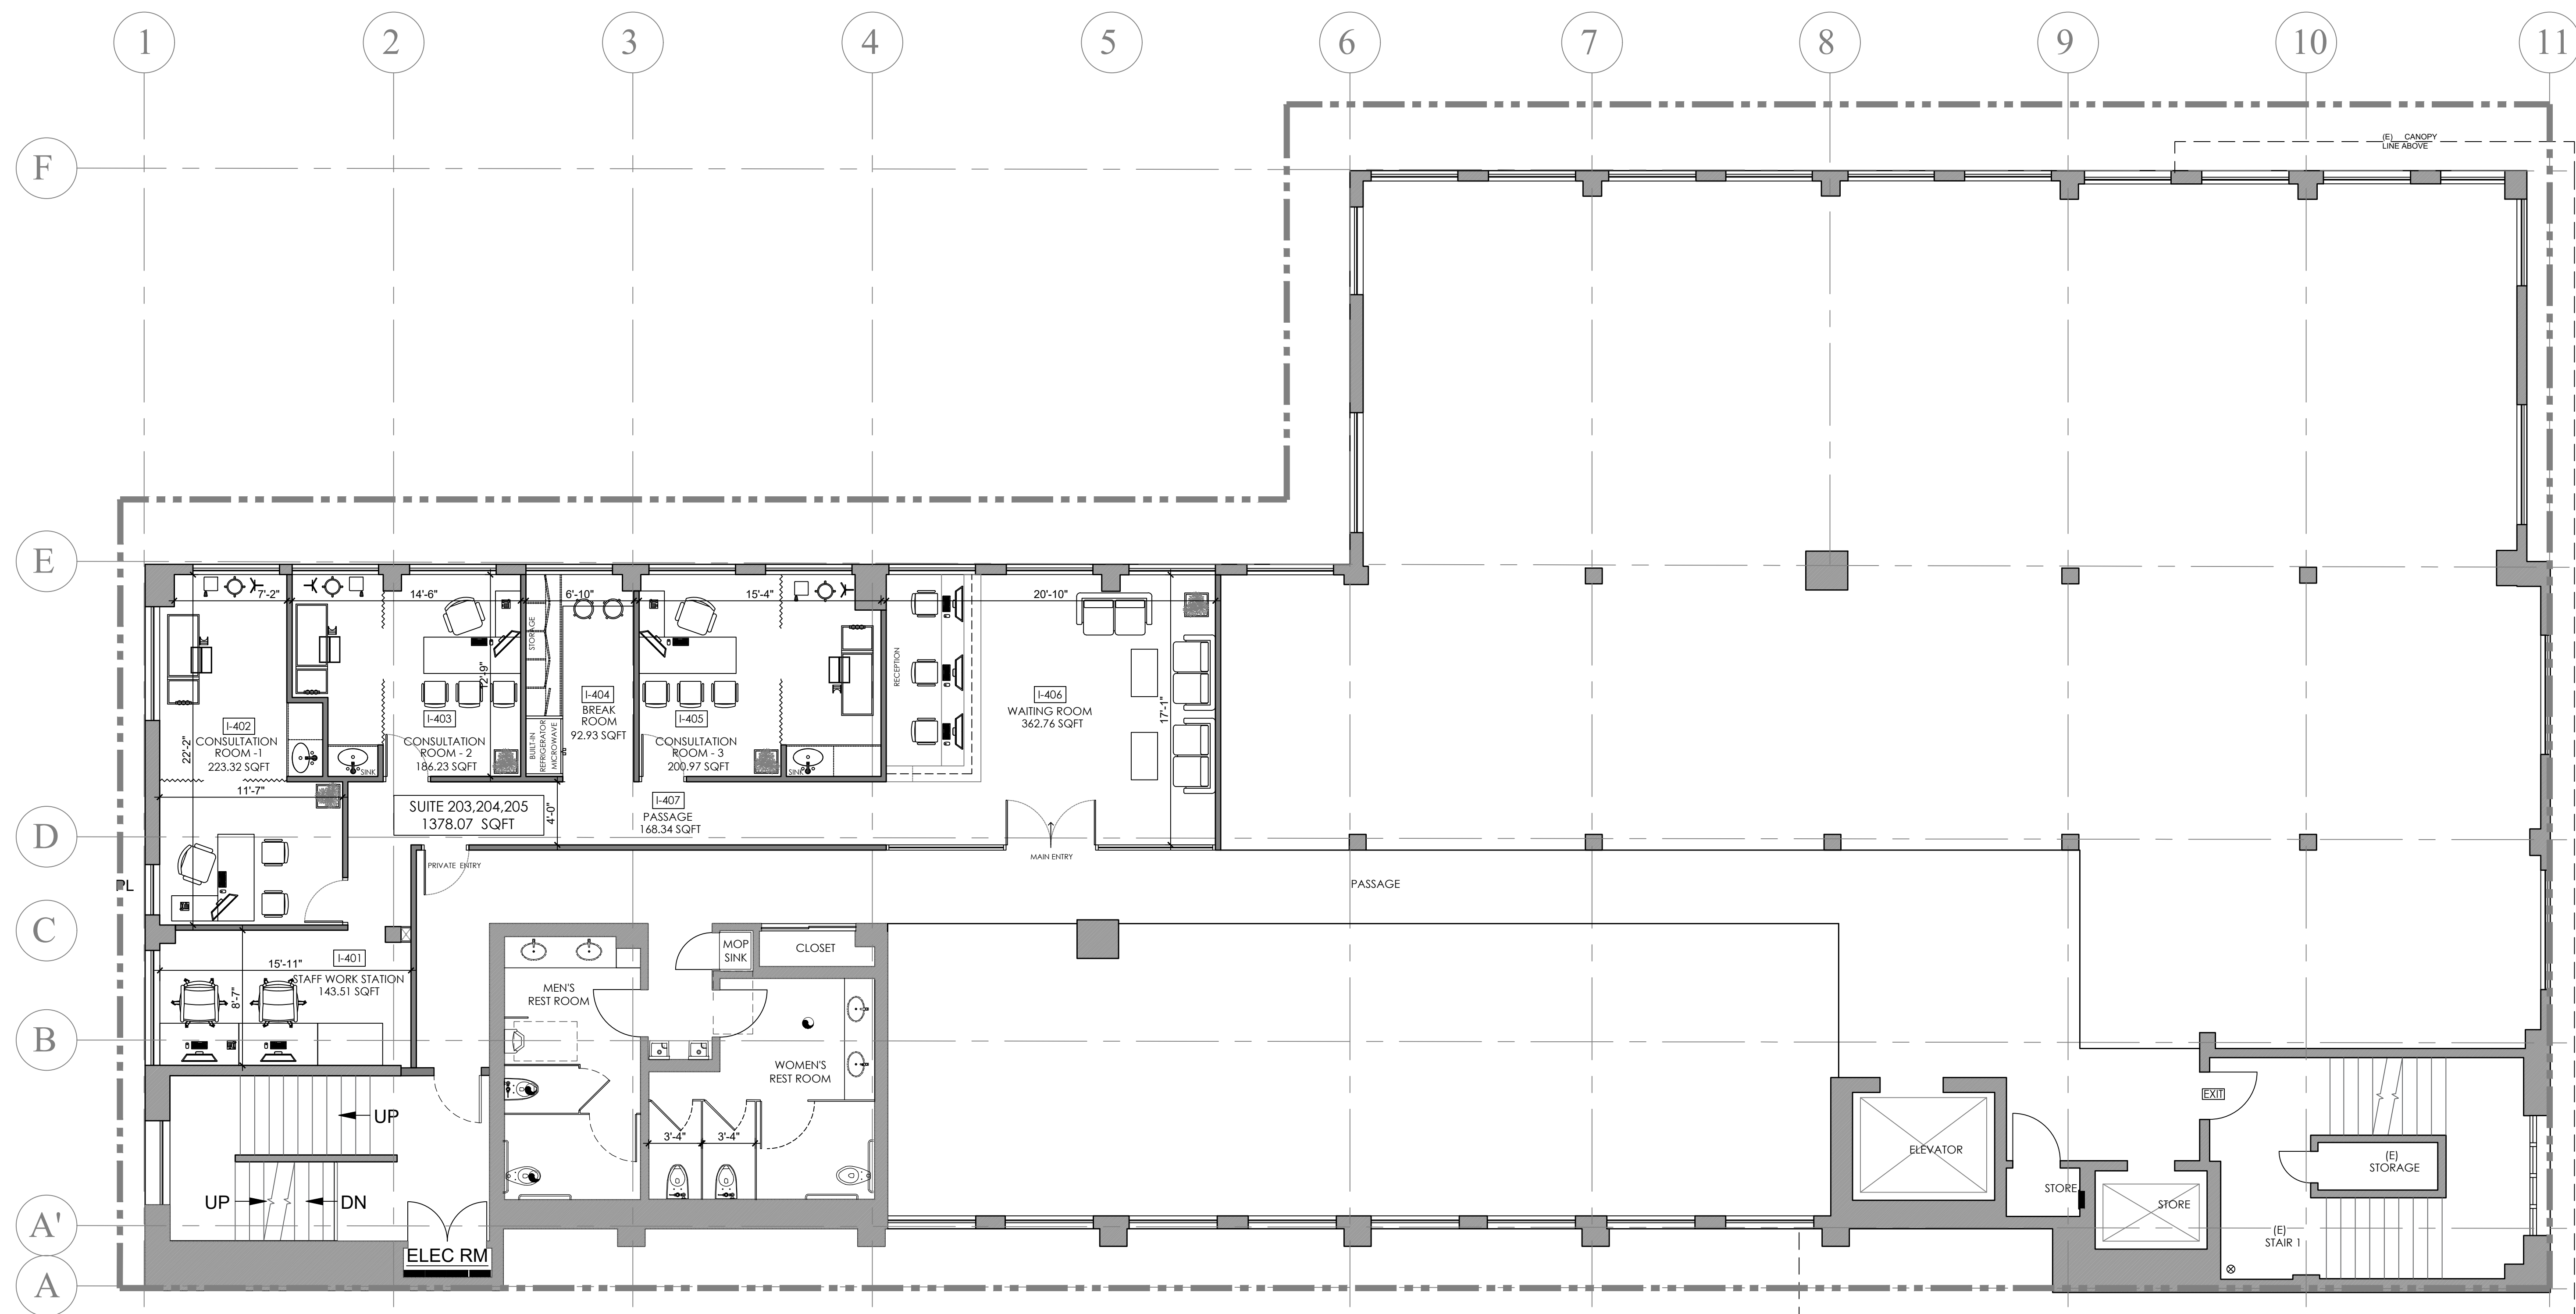 1
2
3
4
5
6
7
8
9
10
11
(E) CANOPY
LINE ABOVE
F
E
7'-2"
14'-6"
6'-10"
15'-4"
20'-10"
STORAGE
RECEPTION
12'-9"
17'-1"
22'-2"
I-402
CONSULTATION
ROOM -1
223.32 SQFT
I-403
CONSULTATION
ROOM - 2
186.23 SQFT
SINK
I-404
BREAK
ROOM
92.93 SQFT
BUILT-IN
REFRIGERATOR
MICROWAVE
I-405
CONSULTATION
ROOM - 3
200.97 SQFT
SINK
I-406
WAITING ROOM
362.76 SQFT
11'-7"
SUITE 203,204,205
1378.07 SQFT
4'-0"
I-407
PASSAGE
168.34 SQFT
D
PRIVATE ENTRY
MAIN ENTRY
PL
PASSAGE
C
MOP
SINK
CLOSET
I-401
15'-11"
STAFF WORK STATION
143.51 SQFT
8'-7"
MEN'S
REST ROOM
B
WOMEN'S
REST ROOM
EXIT
UP
3'-4"
3'-4"
ELEVATOR
(E)
STORAGE
STORE
STORE
UP
DN
A'
(E)
STAIR 1
ELEC RM
A